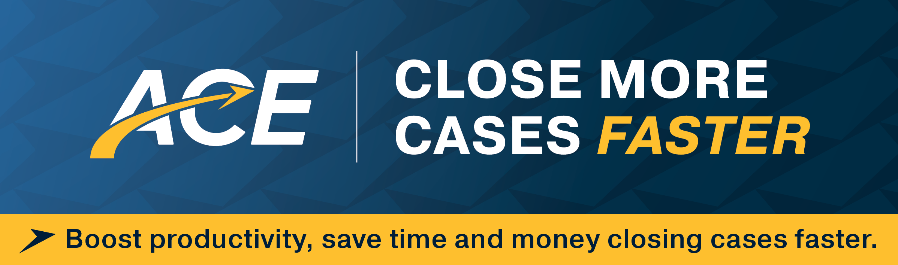 ACE
CLOSE MORE
CASES FASTER
Boost productivity, save time and money closing cases faster.